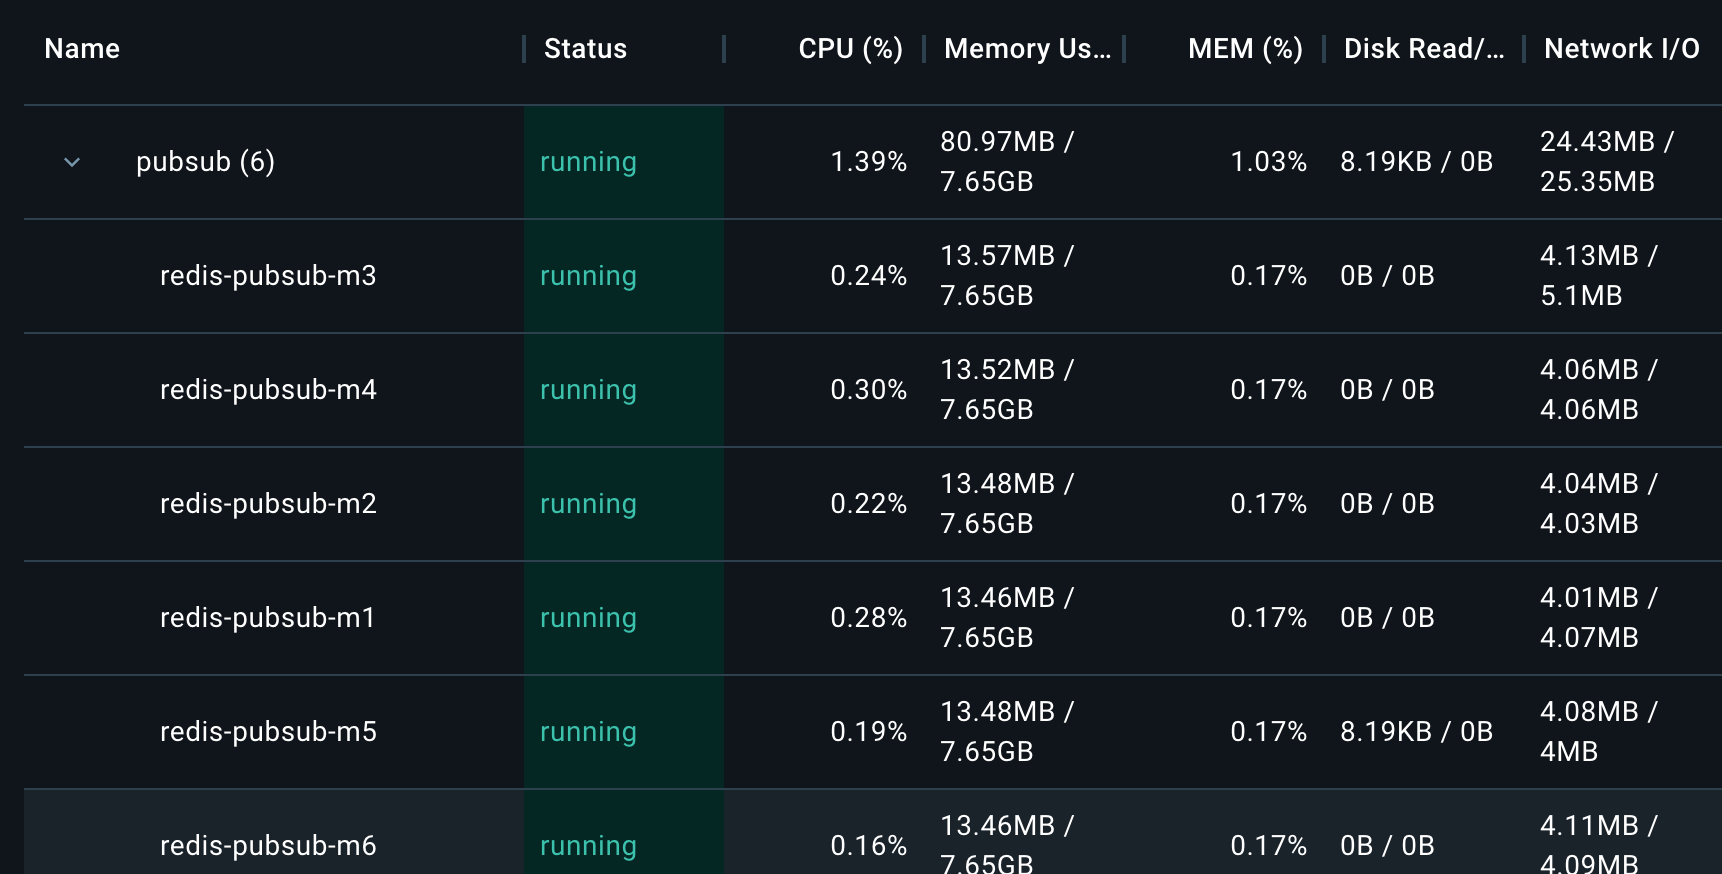 Name Status CPU (%) Memory Us... MEM (%) Disk Read/... Network I/O
pubsub (6) running 1.39% 80.97MB / 7.65GB 1.03% 8.19KB / 0B 24.43MB / 25.35MB
redis-pubsub-m3 running 0.24% 13.57MB / 7.65GB 0.17% 0B / 0B 4.13MB / 5.1MB
redis-pubsub-m4 running 0.30% 13.52MB / 7.65GB 0.17% 0B / 0B 4.06MB / 4.06MB
redis-pubsub-m2 running 0.22% 13.48MB / 7.65GB 0.17% 0B / 0B 4.04MB / 4.03MB
redis-pubsub-m1 running 0.28% 13.46MB / 7.65GB 0.17% 0B / 0B 4.01MB / 4.07MB
redis-pubsub-m5 running 0.19% 13.48MB / 7.65GB 0.17% 8.19KB / 0B 4.08MB / 4MB
redis-pubsub-m6 running 0.16% 13.46MB / 7.65GB 0.17% 0B / 0B 4.11MB / 4.09MB